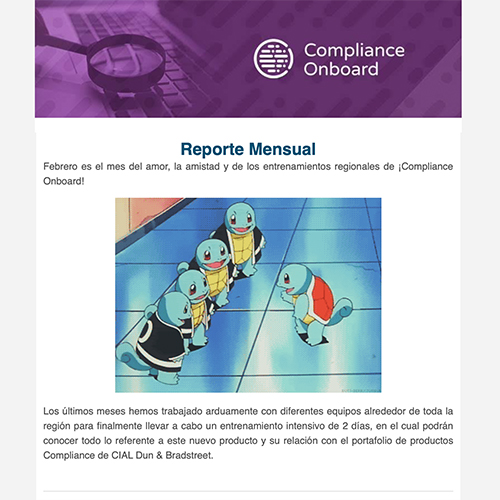 Compliance
Onboard
Reporte Mensual
Febrero es el mes del amor, la amistad y de los entrenamientos regionales de ¡Compliance
Onboard!
Los últimos meses hemos trabajado arduamente con diferentes equipos alrededor de toda la
región para finalmente llevar a cabo un entrenamiento intensivo de 2 días, en el cual podrán
conocer todo lo referente a este nuevo producto y su relación con el portafolio de productos
Compliance de CIAL Dun & Bradstreet.